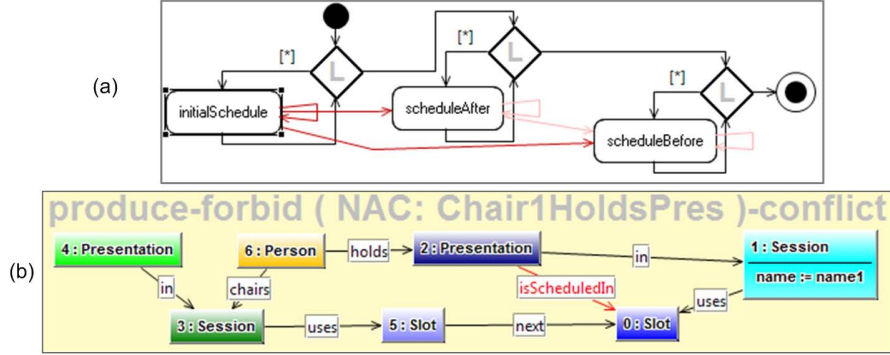 (a)
[*]
L
[*]
L
[*]
L
initialSchedule
scheduleAfter
scheduleBefore
(b)
produce-forbid ( NAC: Chair1HoldsPres )-conflict
4 : Presentation
6 : Person
holds
2 : Presentation
in
1 : Session
name := name1
in
chairs
isScheduledIn
uses
3 : Session
uses
5 : Slot
next
0 : Slot